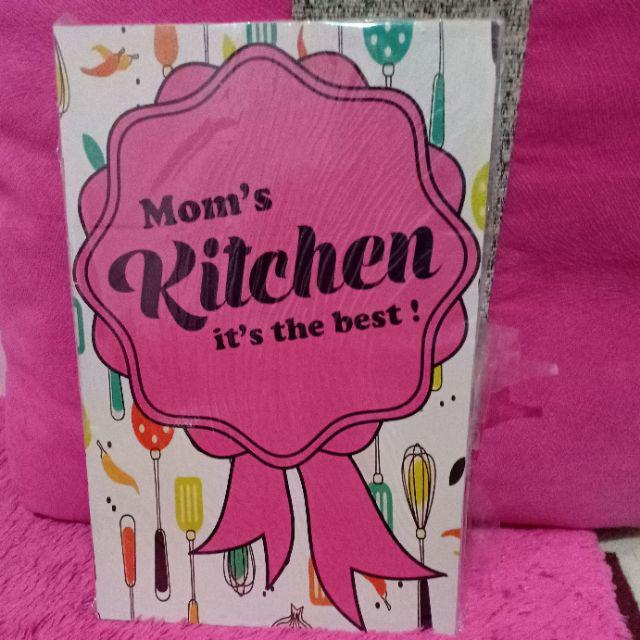 Mom's
Kitchen
it's the best !